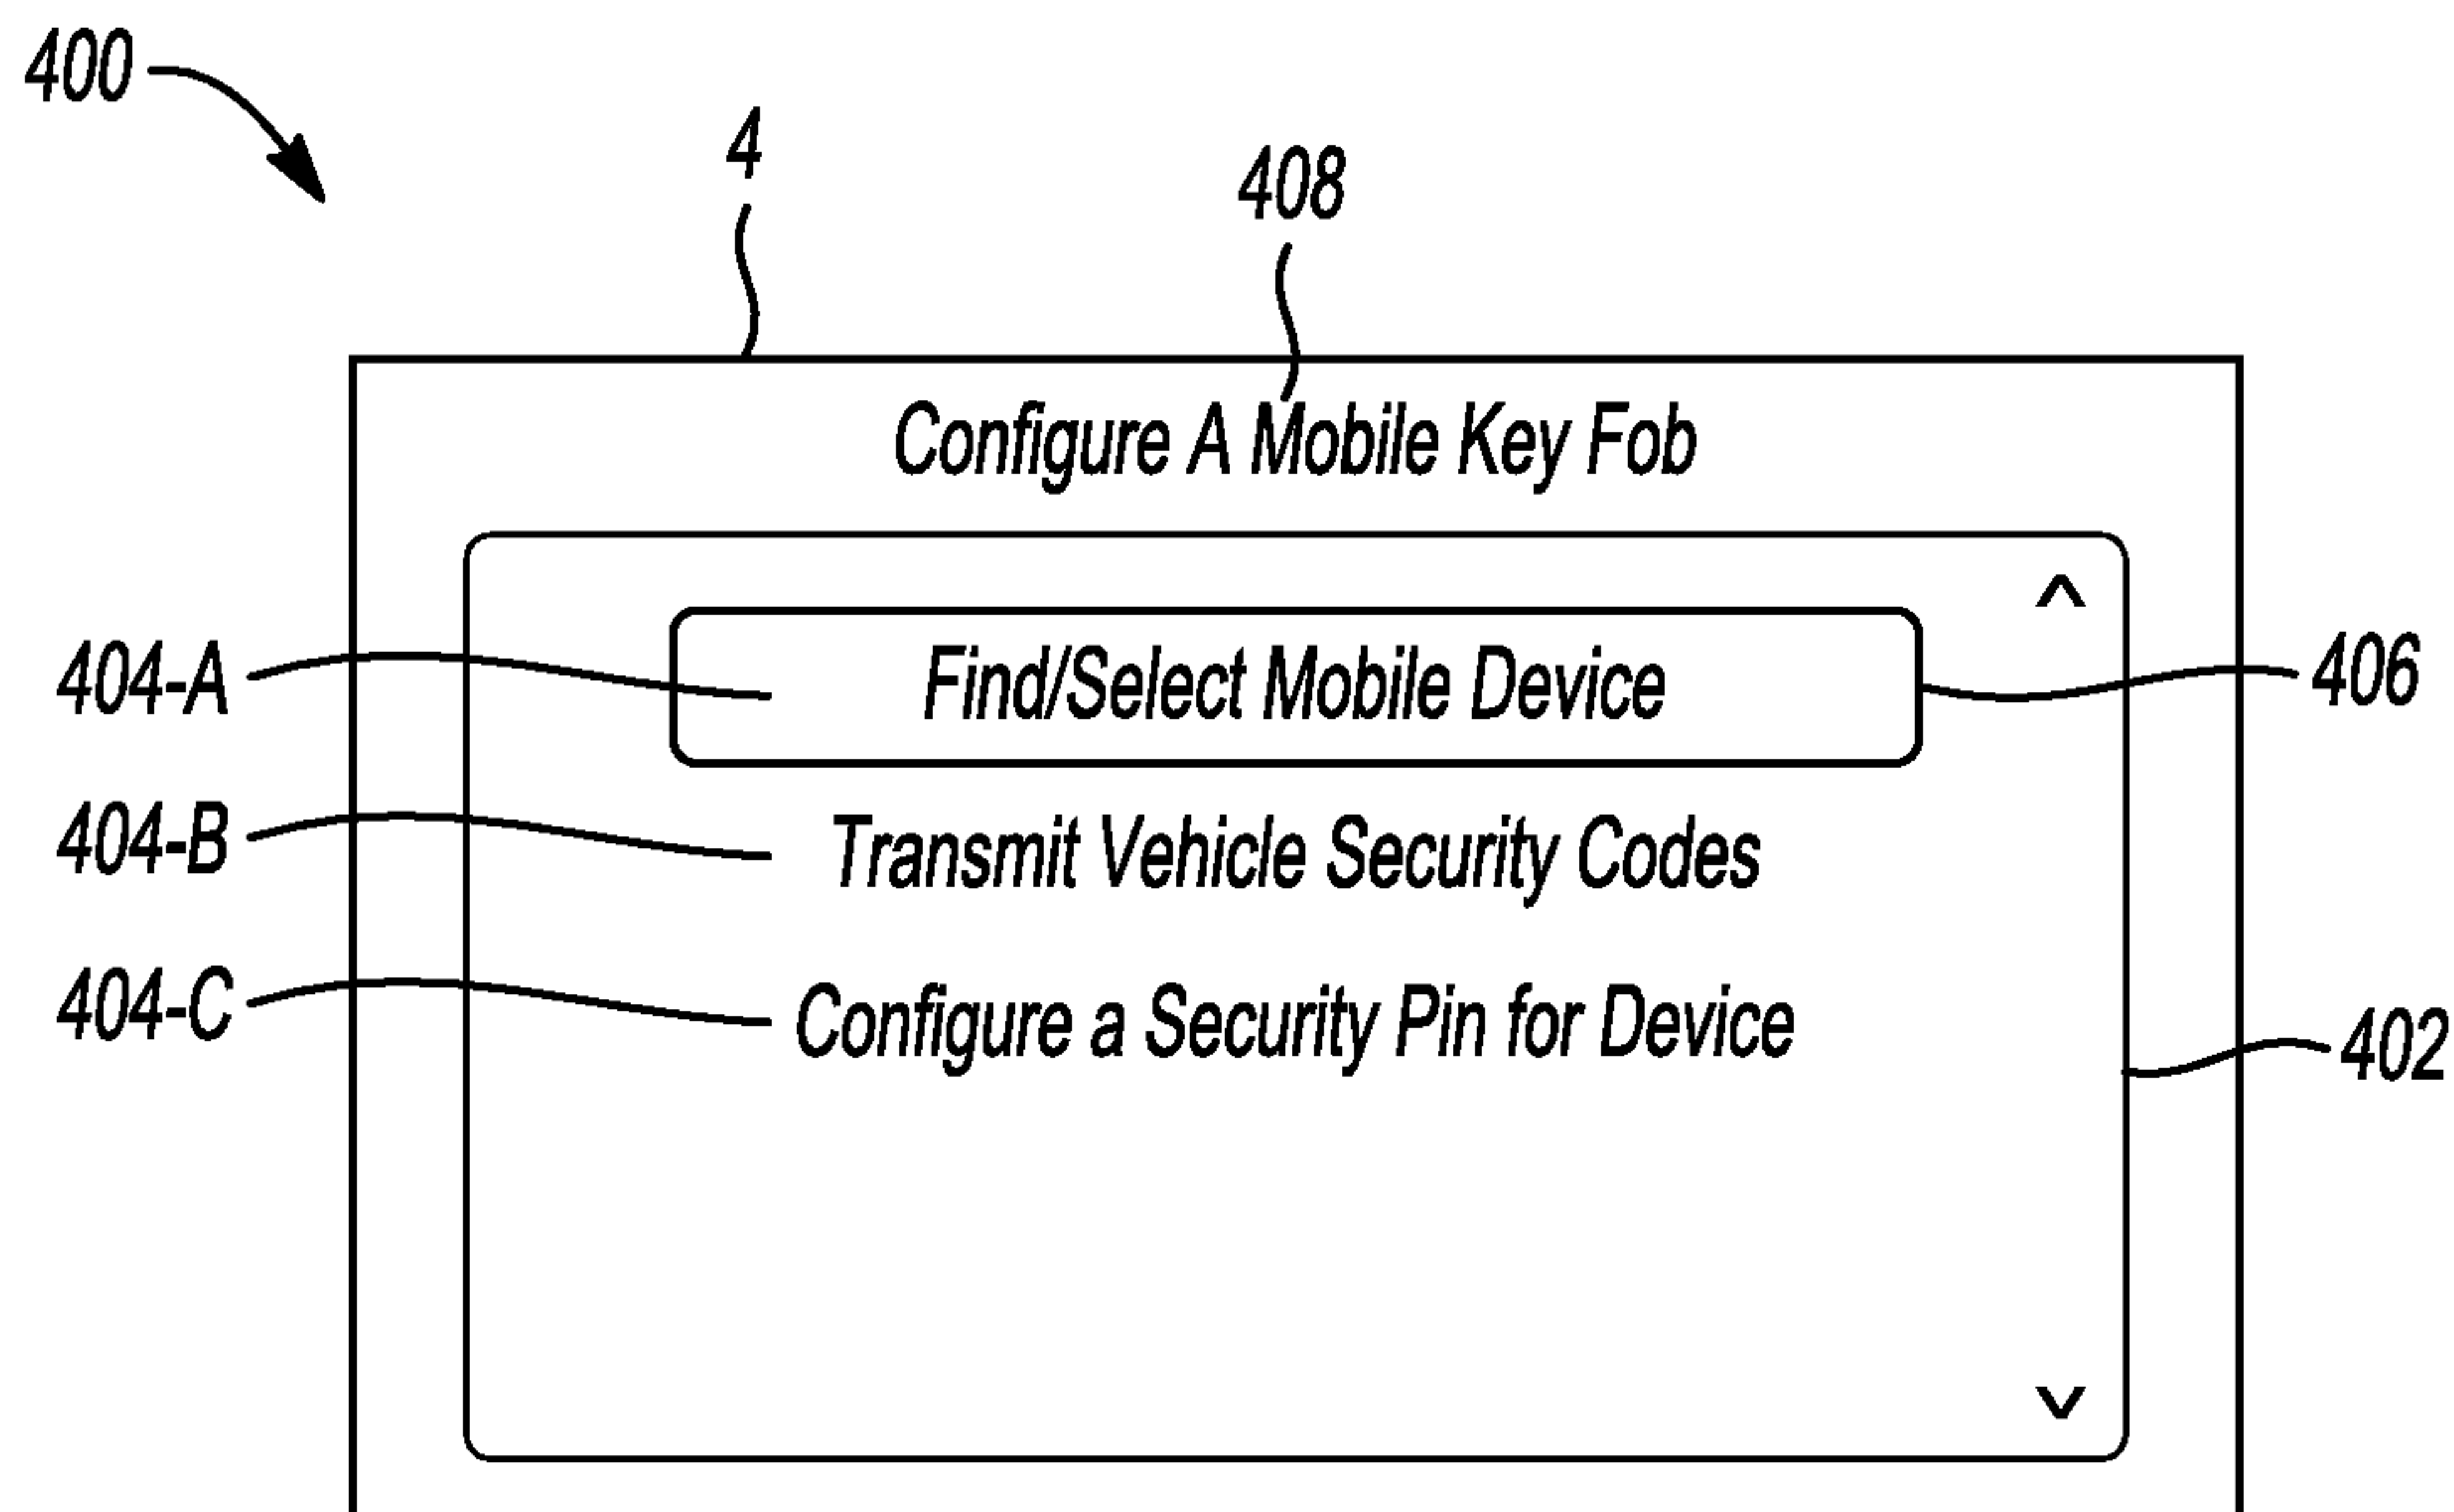 400
4
408
Configure A Mobile Key Fob
404-A
Find/Select Mobile Device
406
404-B
Transmit Vehicle Security Codes
404-C
Configure a Security Pin for Device
402